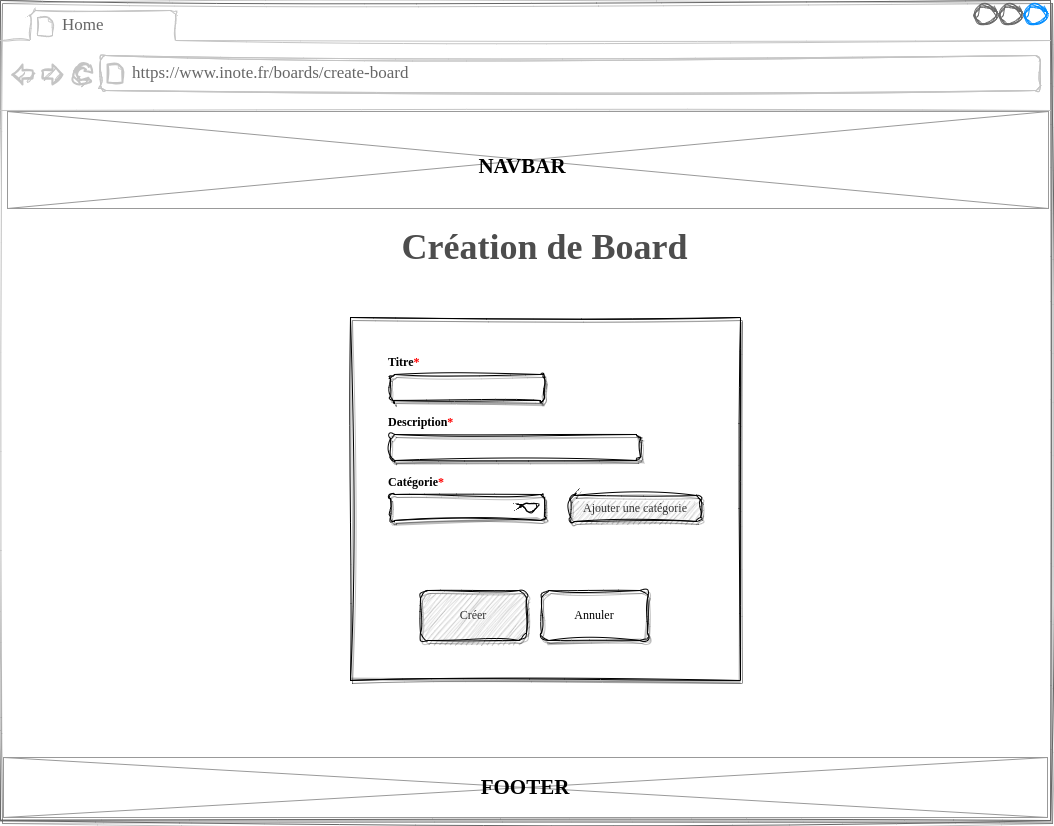 Home
https://www.inote.fr/boards/create-board
NAVBAR
Création de Board
Titre*
Description*
Catégorie*
Ajouter une catégorie
Créer
Annuler
FOOTER